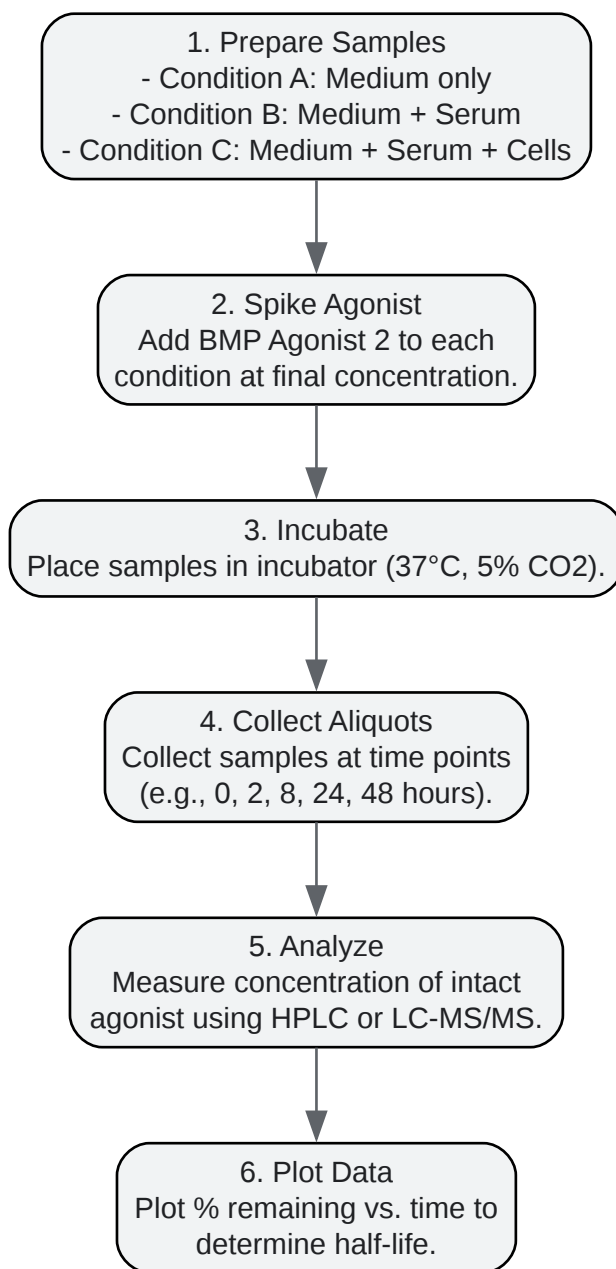 1. Prepare Samples
- Condition A: Medium only
- Condition B: Medium + Serum
- Condition C: Medium + Serum + Cells
2. Spike Agonist
Add BMP Agonist 2 to each
condition at final concentration.
3. Incubate
Place samples in incubator (37°C, 5% CO2).
4. Collect Aliquots
Collect samples at time points
(e.g., 0, 2, 8, 24, 48 hours).
5. Analyze
Measure concentration of intact
agonist using HPLC or LC-MS/MS.
6. Plot Data
Plot % remaining vs. time to
determine half-life.